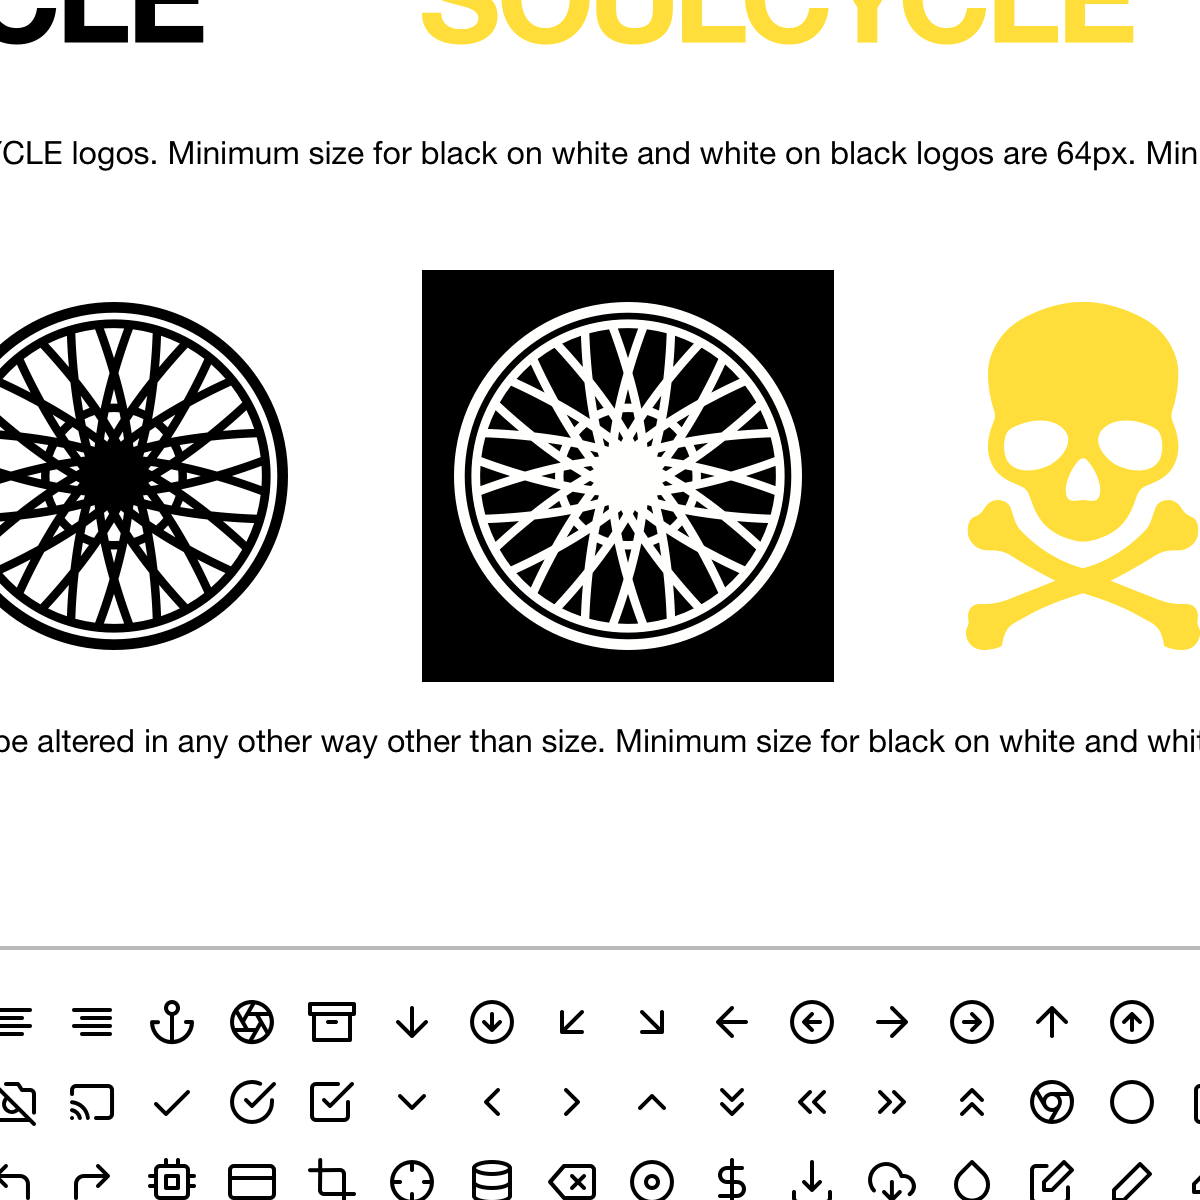 CLE SOULCYCLE
YCLE logos. Minimum size for black on white and white on black logos are 64px. Min
be altered in any other way other than size. Minimum size for black on white and whit